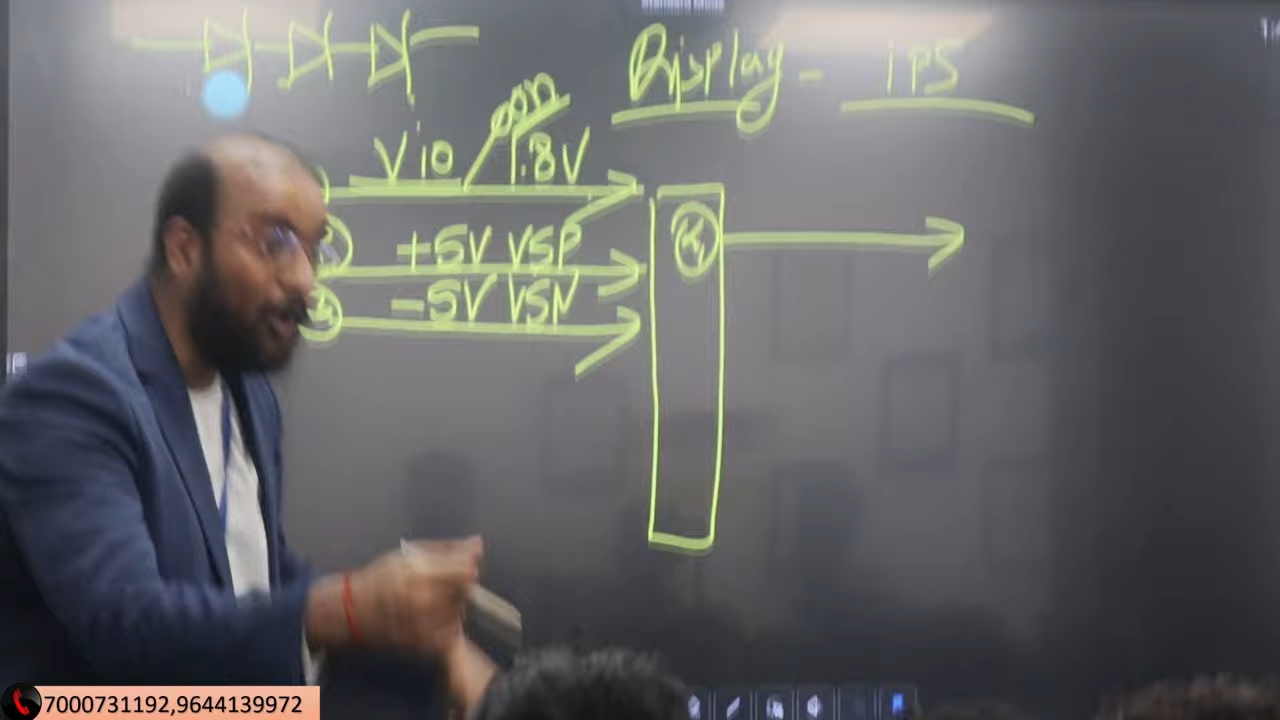 Display - IPS
Vio / 1.8V
+5V VSP
-5V VSN
7000731192,9644139972